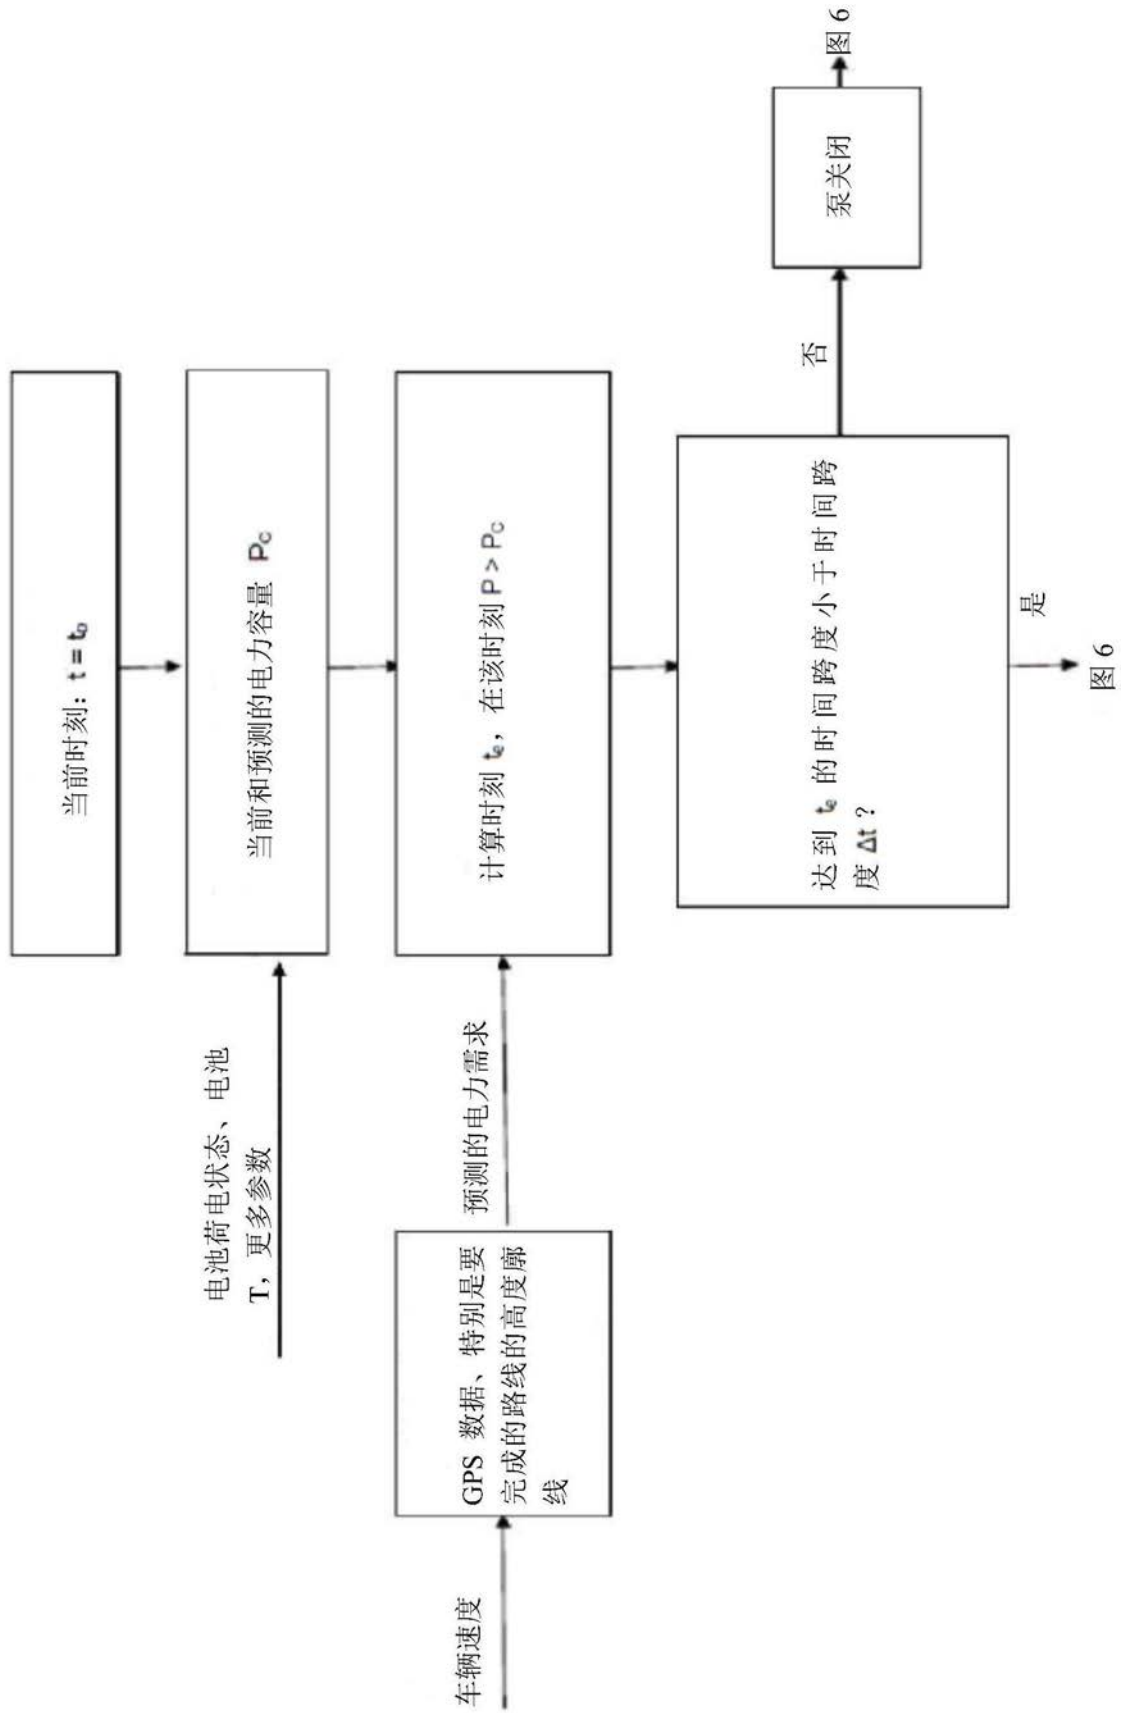 当前时刻: t = t₀
电池荷电状态、电池
T, 更多参数
当前和预测的电力容量 Pc
车辆速度
GPS 数据、特别是要
完成的路线的高度廓
线
预测的电力需求
计算时刻 te, 在该时刻 P > Pc
达到 te 的时间跨度小于时间跨
度 Δt?
否
泵关闭
图 6
是
图 6